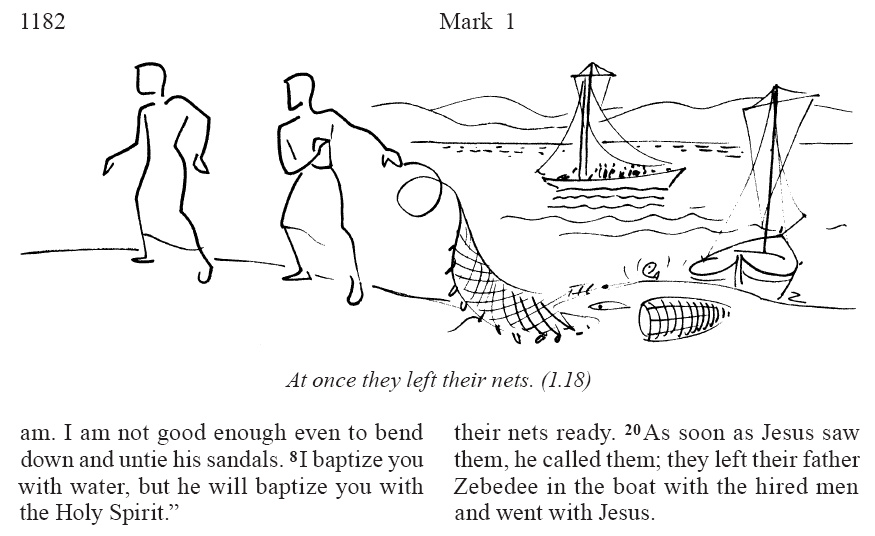 1182
Mark 1
At once they left their nets. (1.18)
am. I am not good enough even to bend
down and untie his sandals. ⁸I baptize you
with water, but he will baptize you with
the Holy Spirit.”
their nets ready. ²⁰As soon as Jesus saw
them, he called them; they left their father
Zebedee in the boat with the hired men
and went with Jesus.